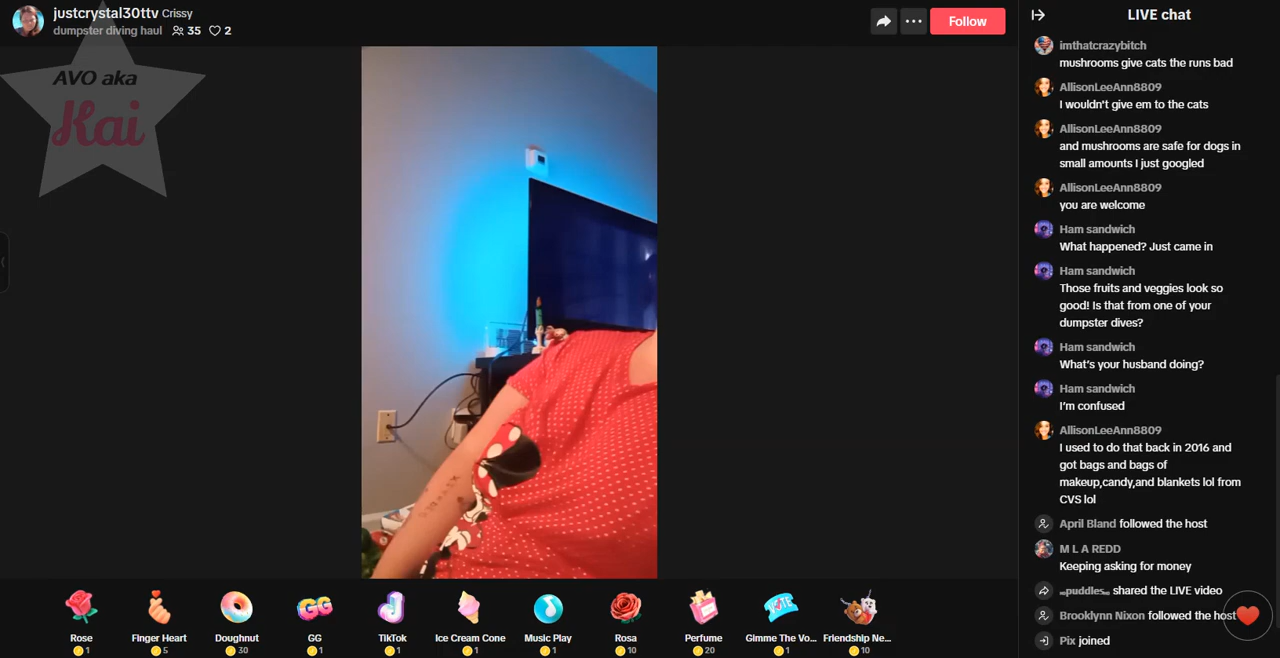 justcrystal30ttv Crissy
dumpster diving haul 35 2
Follow
LIVE chat
AVO aka
Kai
imthatcrazybitch
mushrooms give cats the runs bad
AllisonLeeAnn8809
I wouldn't give em to the cats
AllisonLeeAnn8809
and mushrooms are safe for dogs in
small amounts I just googled
AllisonLeeAnn8809
you are welcome
Ham sandwich
What happened? Just came in
Ham sandwich
Those fruits and veggies look so
good! Is that from one of your
dumpster dives?
Ham sandwich
What's your husband doing?
Ham sandwich
I'm confused
AllisonLeeAnn8809
I used to do that back in 2016 and
got bags and bags of
makeup,candy,and blankets lol from
CVS lol
April Bland followed the host
M L A REDD
Keeping asking for money
ـpuddlesـ shared the LIVE video
Brooklynn Nixon followed the host
Pix joined
GG
Rose Finger Heart Doughnut GG TikTok Ice Cream Cone Music Play Rosa Perfume GImme The Vo... Friendship Ne...
1 5 30 1 1 1 1 10 20 1 10